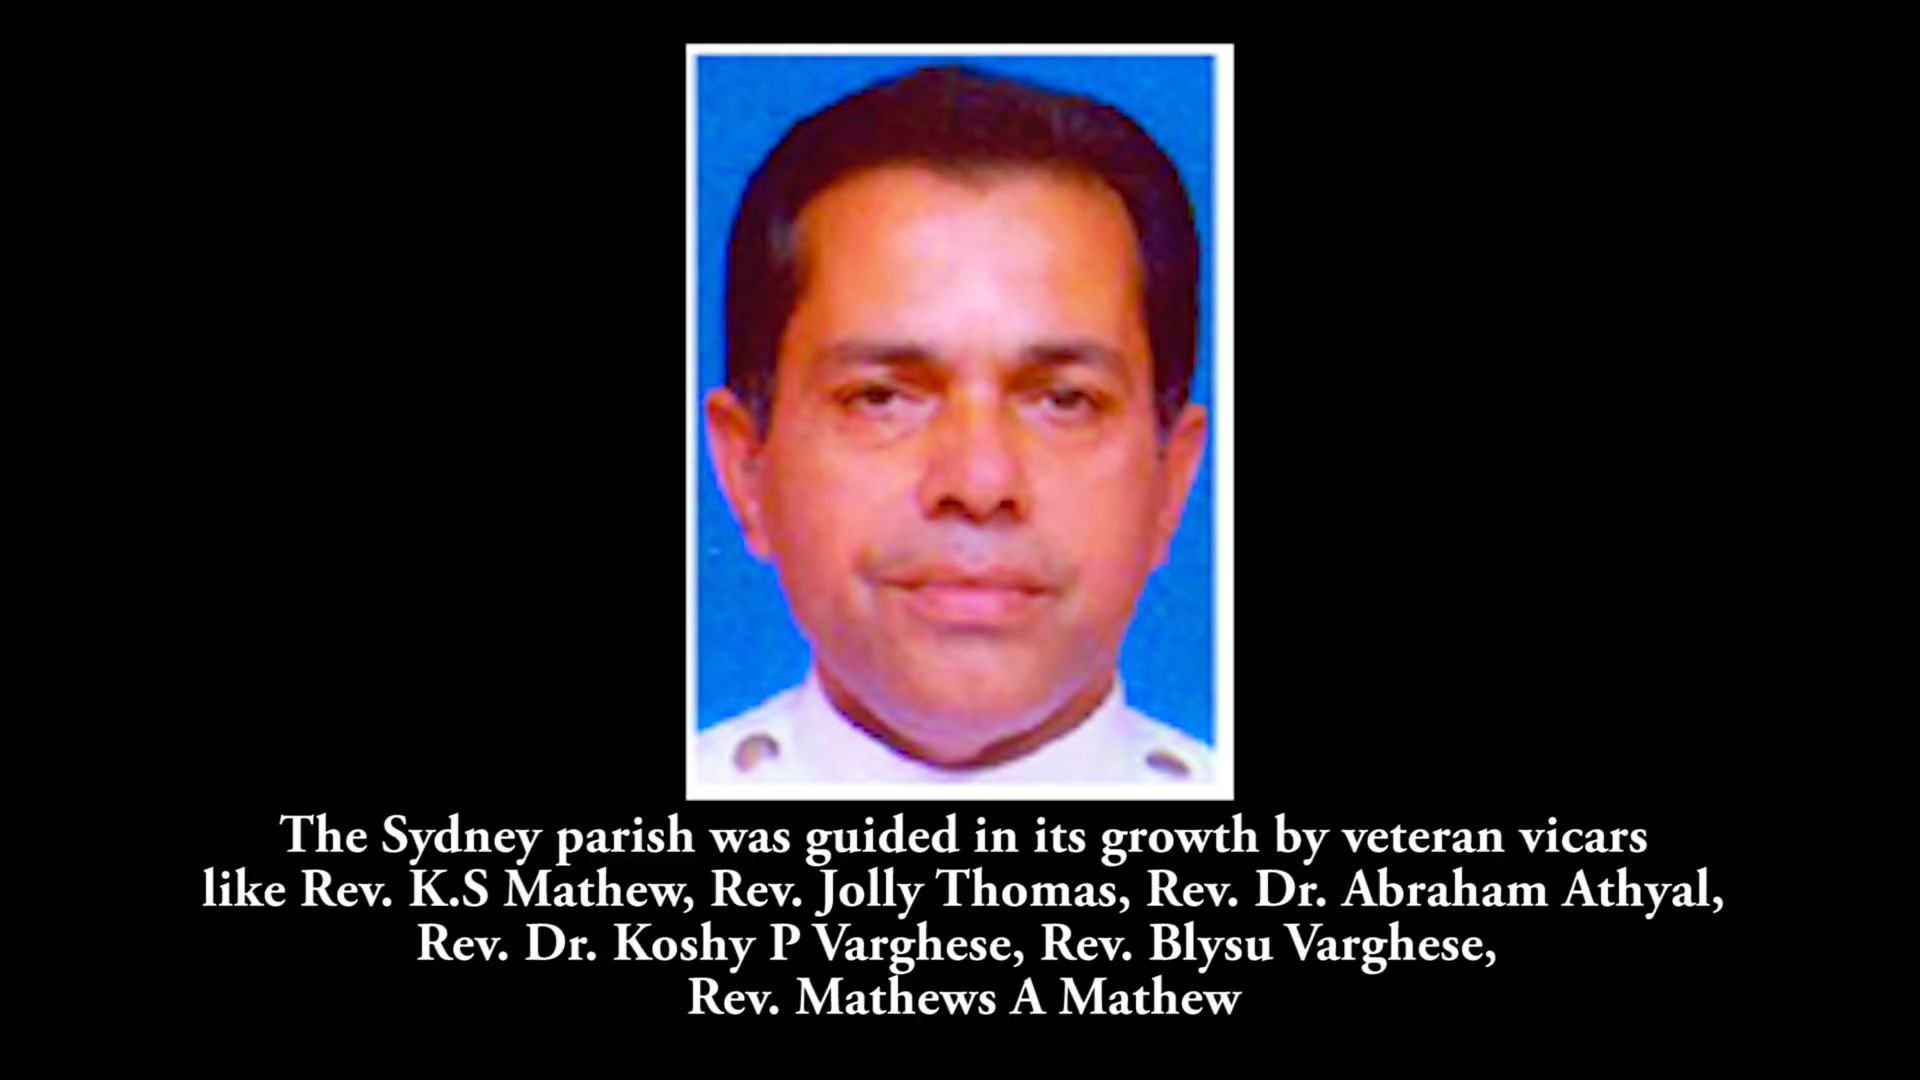 The Sydney parish was guided in its growth by veteran vicars
like Rev. K.S Mathew, Rev. Jolly Thomas, Rev. Dr. Abraham Athyal,
Rev. Dr. Koshy P Varghese, Rev. Blysu Varghese,
Rev. Mathews A Mathew